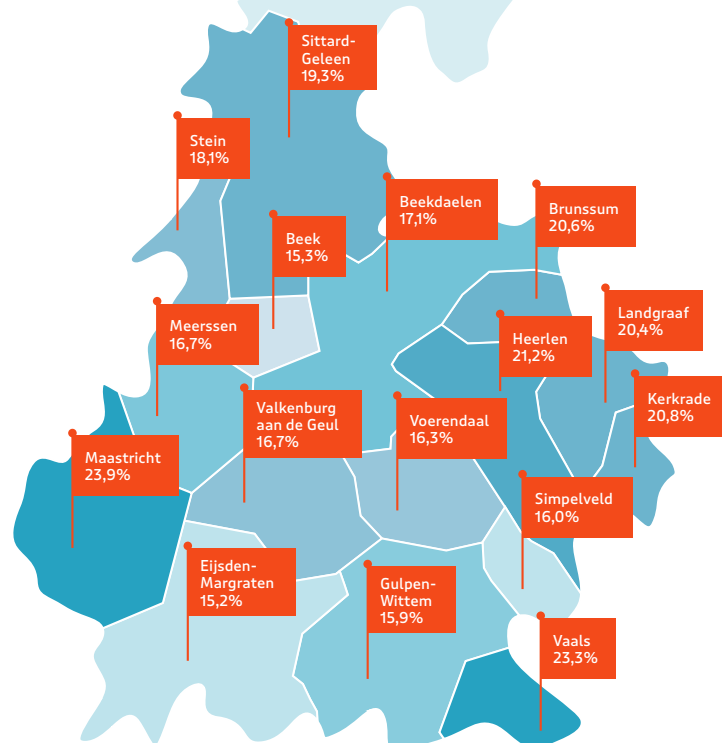 Sittard-
Geleen
19,3%
Stein
18,1%
Beekdaelen
17,1%
Brunssum
20,6%
Beek
15,3%
Meerssen
16,7%
Heerlen
21,2%
Landgraaf
20,4%
Kerkrade
20,8%
Valkenburg
aan de Geul
16,7%
Voerendaal
16,3%
Maastricht
23,9%
Simpelveld
16,0%
Eijsden-
Margraten
15,2%
Gulpen-
Wittem
15,9%
Vaals
23,3%